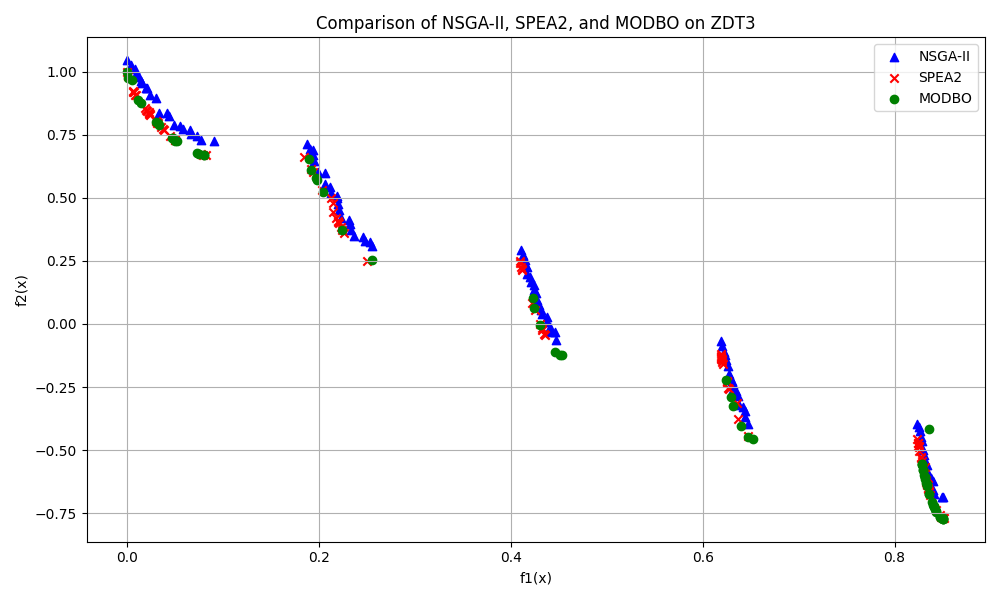 Comparison of NSGA-II, SPEA2, and MODBO on ZDT3
NSGA-II
SPEA2
MODBO
f2(x)
1.00
0.75
0.50
0.25
0.00
−0.25
−0.50
−0.75
0.0 0.2 0.4 0.6 0.8
f1(x)